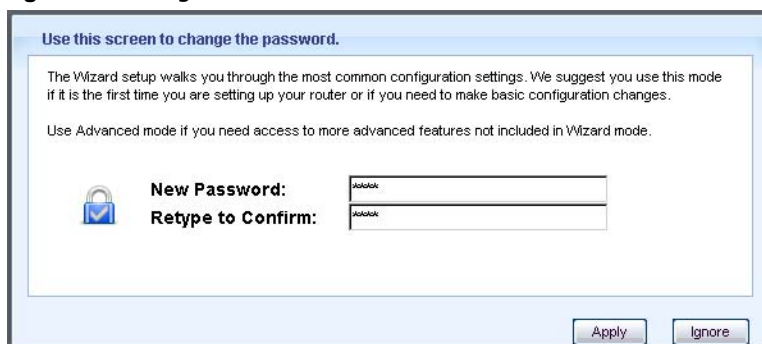 Use this screen to change the password.
The Wizard setup walks you through the most common configuration settings. We suggest you use this mode
if it is the first time you are setting up your router or if you need to make basic configuration changes.
Use Advanced mode if you need access to more advanced features not included in Wizard mode.
New Password: ****
Retype to Confirm: ****
Apply Ignore